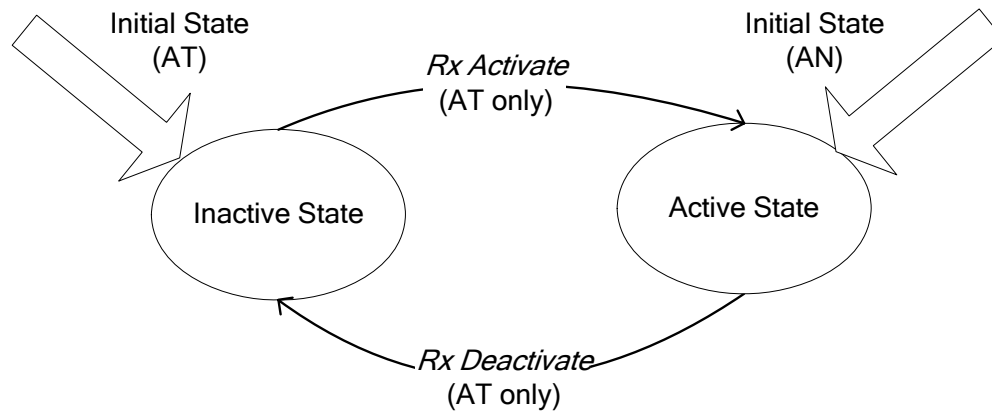 Initial State
(AT)
Initial State
(AN)
Rx Activate
(AT only)
Inactive State
Active State
Rx Deactivate
(AT only)